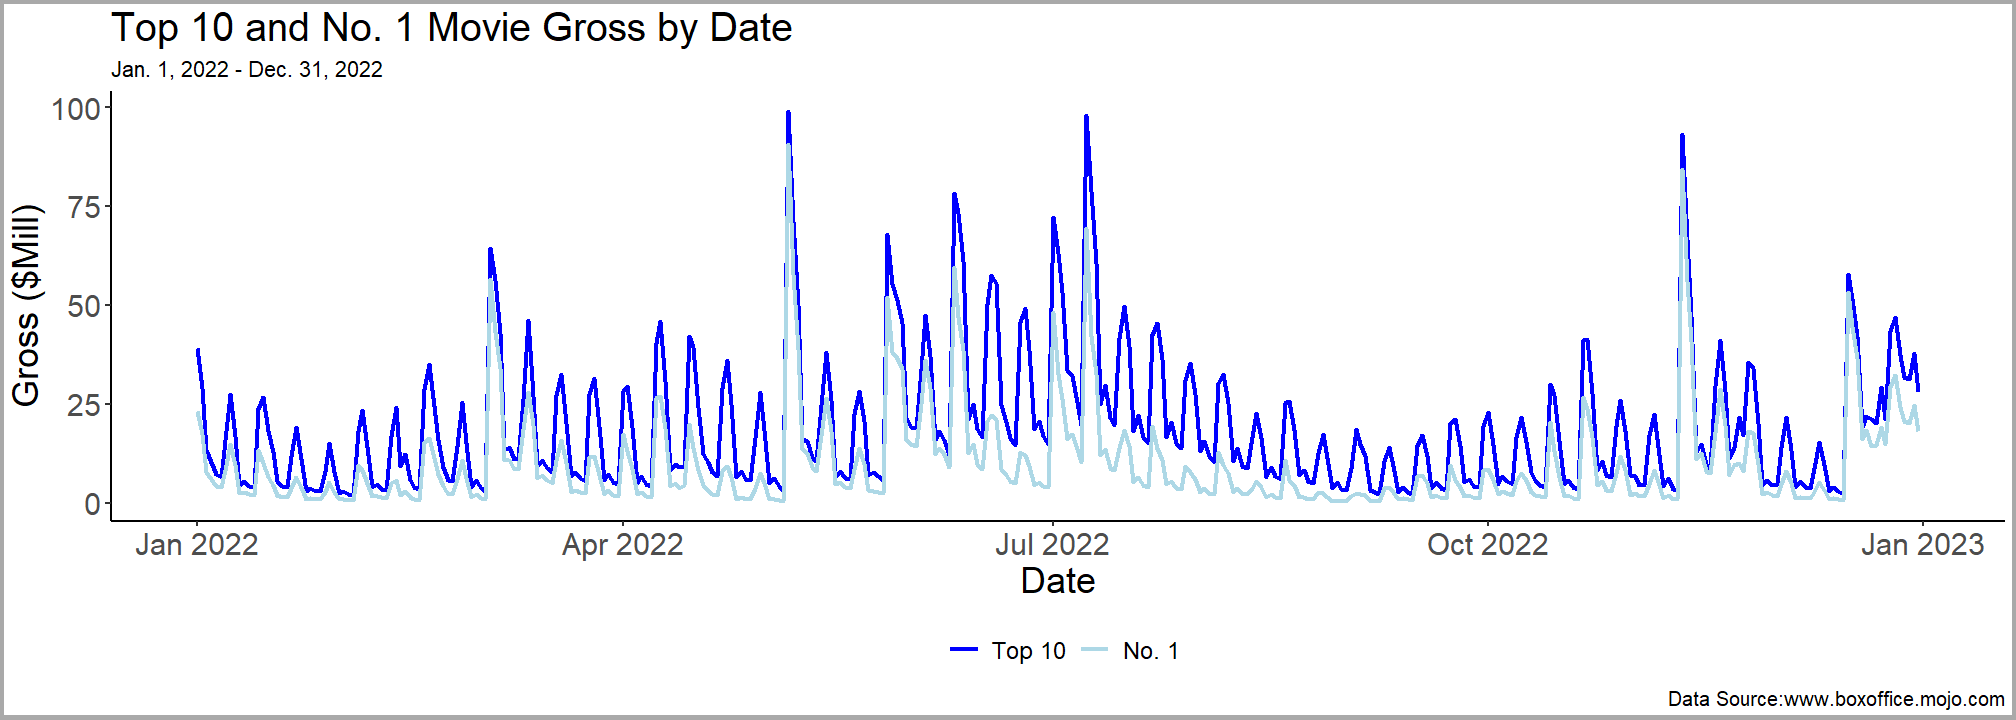 Top 10 and No. 1 Movie Gross by Date
Jan. 1, 2022 - Dec. 31, 2022
Gross ($Mill)
100
75
50
25
0
Jan 2022
Apr 2022
Jul 2022
Oct 2022
Jan 2023
Date
Top 10
No. 1
Data Source:www.boxoffice.mojo.com